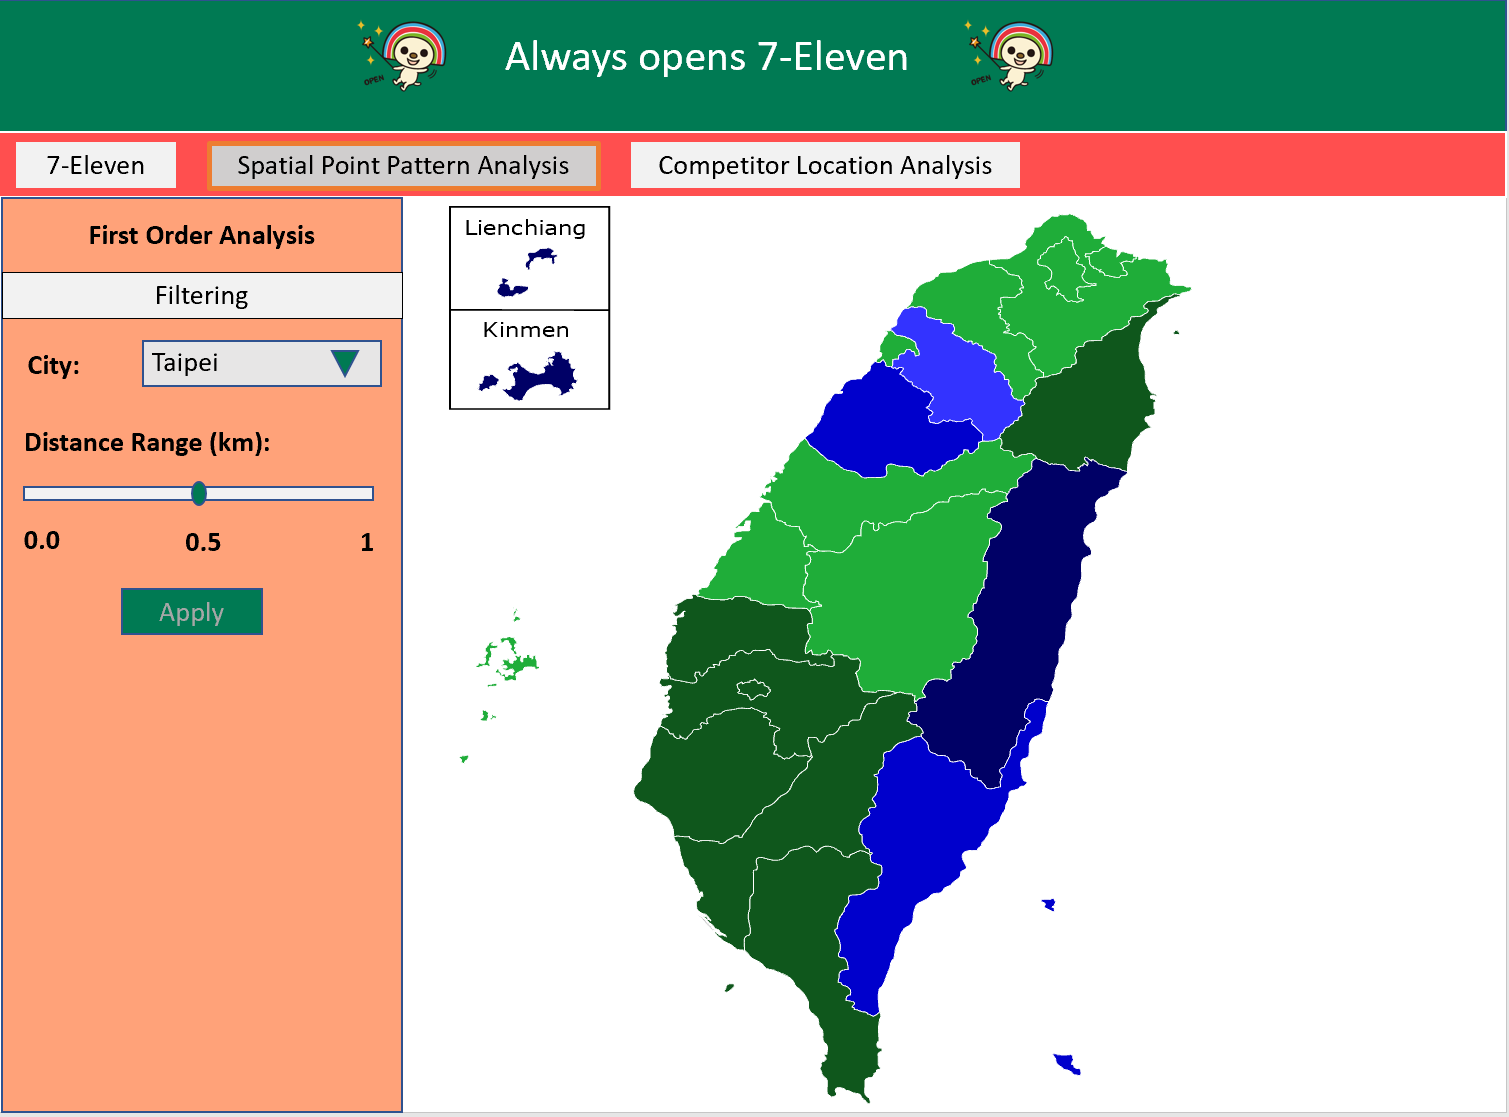 OPEN
Always opens 7-Eleven
OPEN
7-Eleven
Spatial Point Pattern Analysis
Competitor Location Analysis
First Order Analysis
Filtering
City:
Taipei
Distance Range (km):
0.0
0.5
1
Apply
Lienchiang
Kinmen